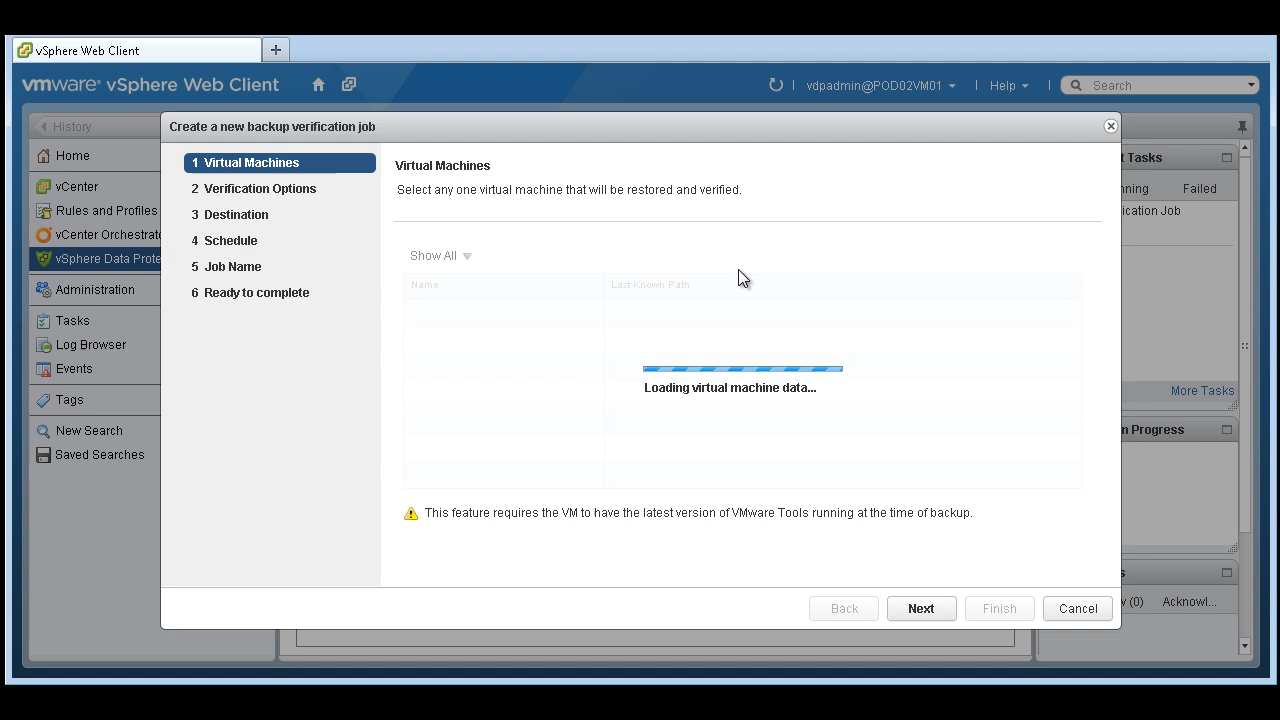 vSphere Web Client
+
vmware® vSphere Web Client
vdpadmin@POD02VM01
Help
Search
History
Home
vCenter
Rules and Profiles
vCenter Orchestrato
vSphere Data Prote
Administration
Tasks
Log Browser
Events
Tags
New Search
Saved Searches
Create a new backup verification job
1 Virtual Machines
2 Verification Options
3 Destination
4 Schedule
5 Job Name
6 Ready to complete
Virtual Machines
Select any one virtual machine that will be restored and verified.
Show All
Name Last Known Path
Loading virtual machine data...
This feature requires the VM to have the latest version of VMware Tools running at the time of backup.
Back Next Finish Cancel
t Tasks
nning Failed
ication Job
More Tasks
n Progress
s
v (0) Acknowl...